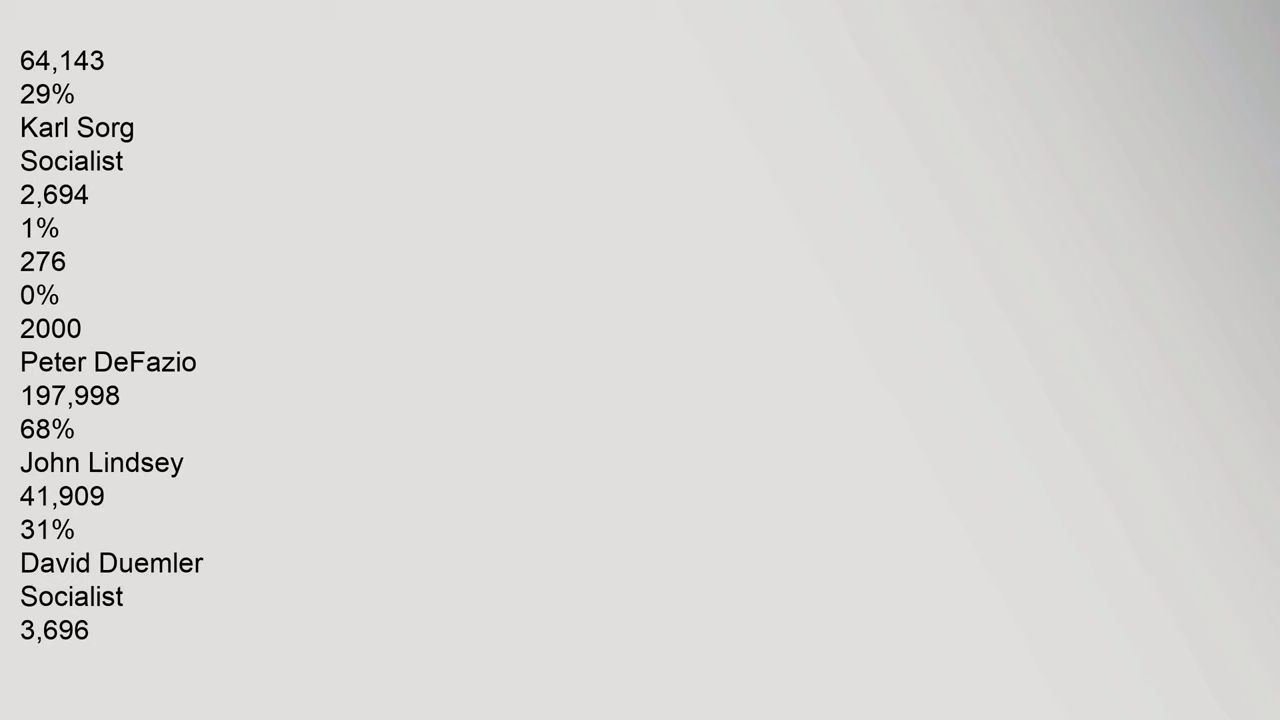 64,143
29%
Karl Sorg
Socialist
2,694
1%
276
0%
2000
Peter DeFazio
197,998
68%
John Lindsey
41,909
31%
David Duemler
Socialist
3,696